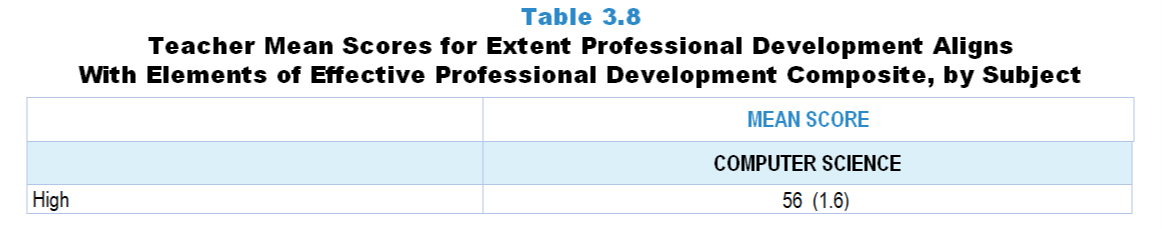 Table 3.8
Teacher Mean Scores for Extent Professional Development Aligns
With Elements of Effective Professional Development Composite, by Subject
MEAN SCORE
COMPUTER SCIENCE
High 56 (1.6)